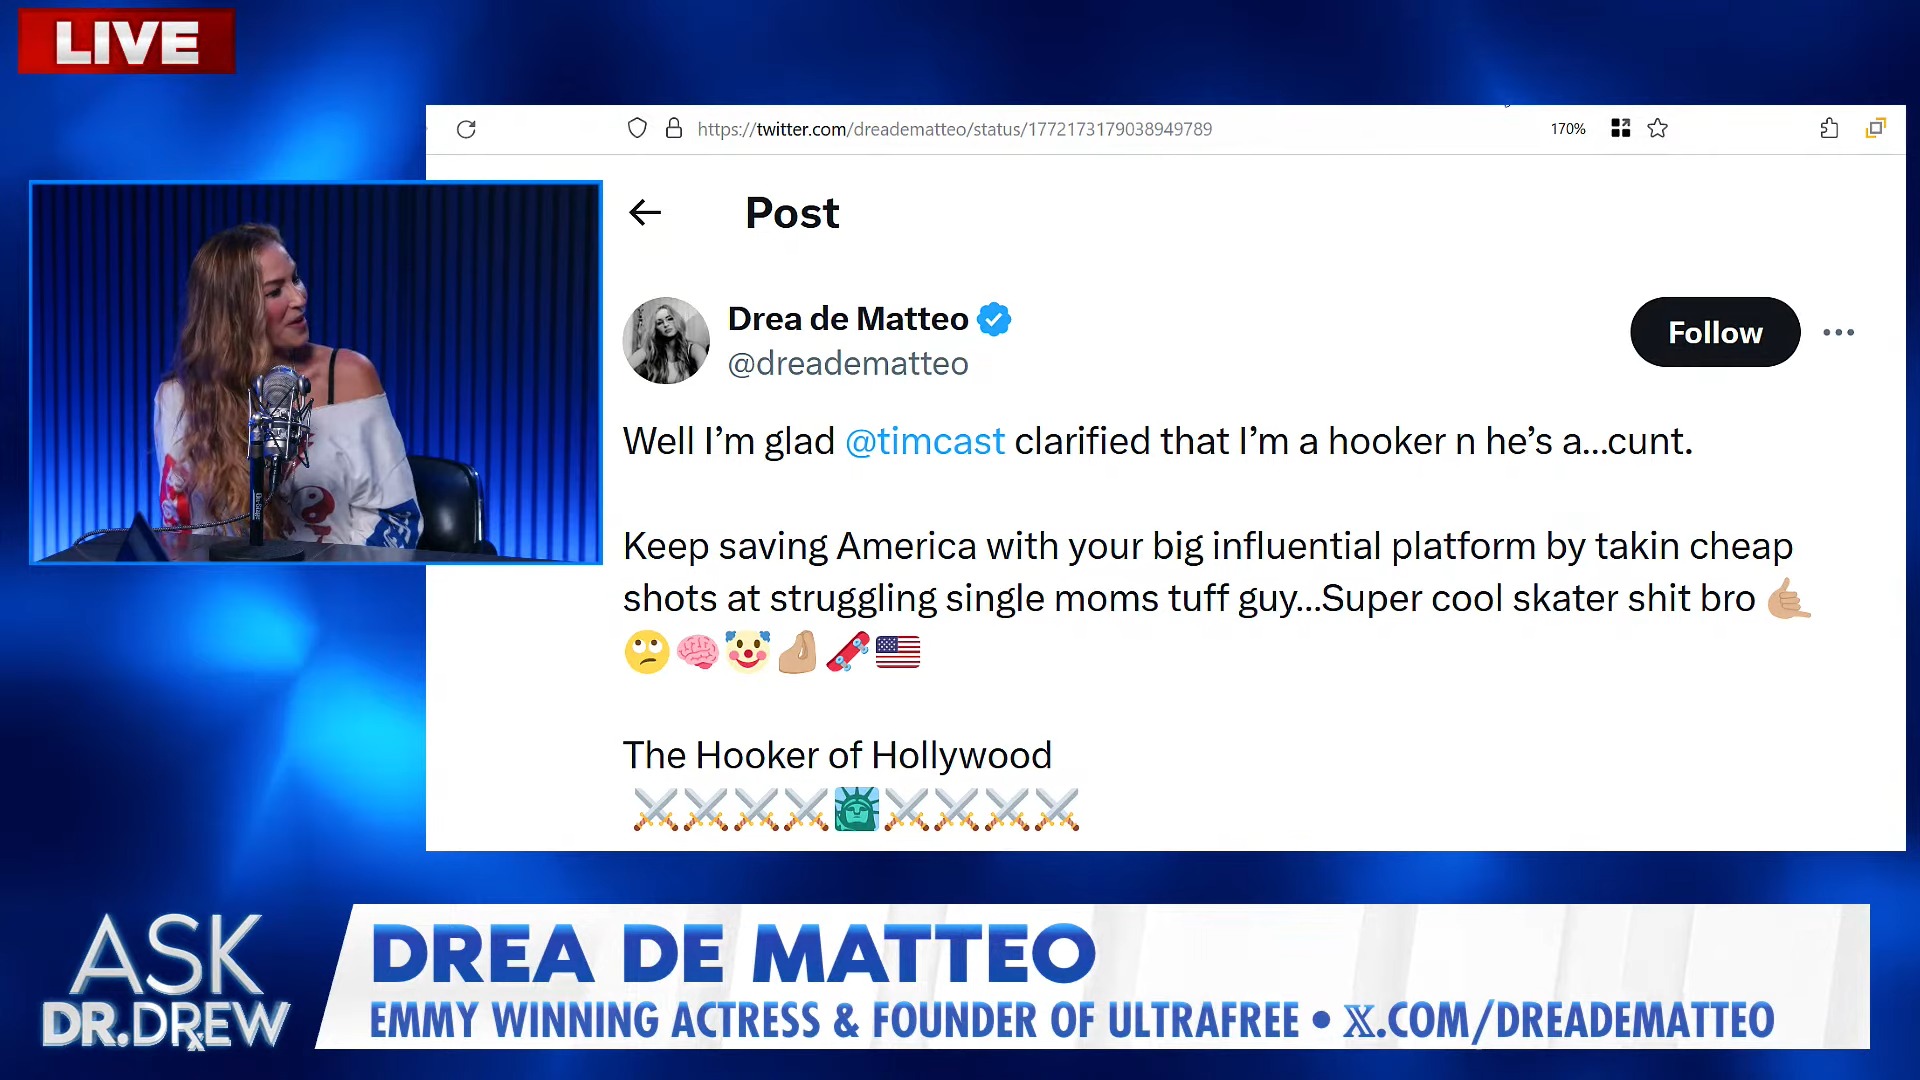 LIVE
https://twitter.com/dreadematteo/status/1772173179038949789
170%
Post
Drea de Matteo
@dreadematteo
Follow
Well I’m glad @timcast clarified that I’m a hooker n he’s a...cunt.
Keep saving America with your big influential platform by takin cheap
shots at struggling single moms tuff guy...Super cool skater shit bro 🤙🏼
🙄🧠🤡🤌🏼🛹🇺🇸
The Hooker of Hollywood
⚔️⚔️⚔️⚔️🗽⚔️⚔️⚔️⚔️
ASK
DR.DREW
DREA DE MATTEO
EMMY WINNING ACTRESS & FOUNDER OF ULTRAFREE • X.COM/DREADEMATTEO